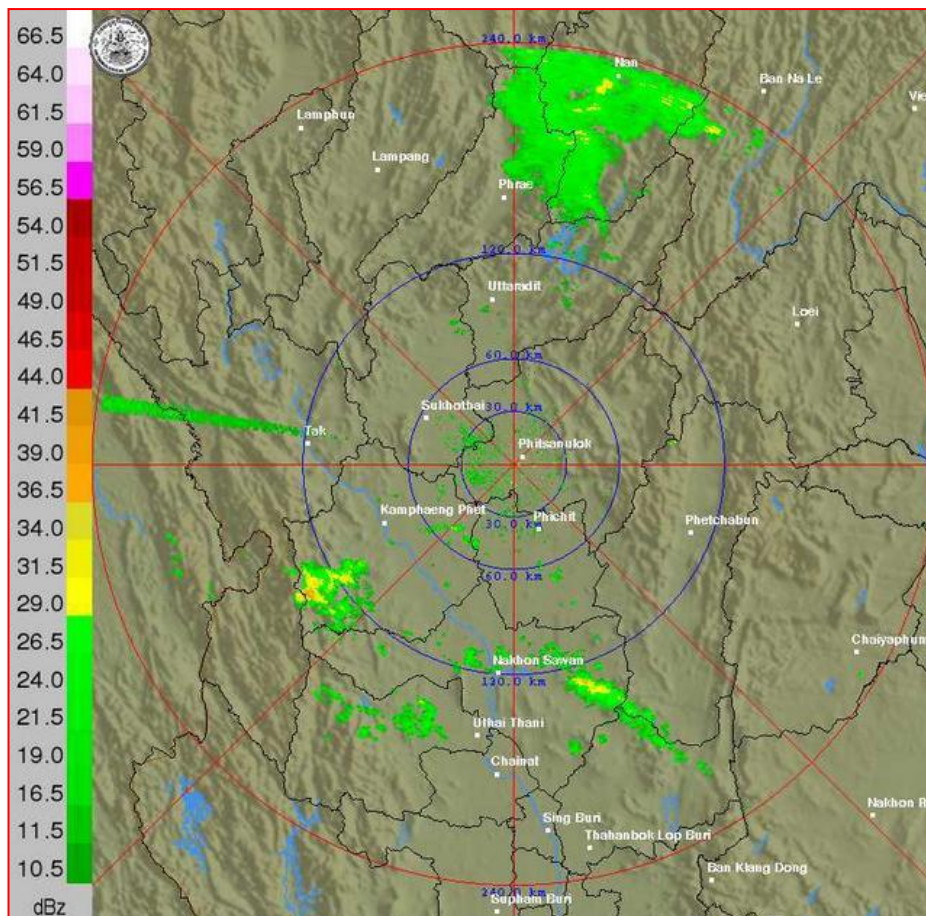 66.5
64.0
61.5
59.0
56.5
54.0
51.5
49.0
46.5
44.0
41.5
39.0
36.5
34.0
31.5
29.0
26.5
24.0
21.5
19.0
16.5
11.5
10.5
dBz
240.0 km
Nan
Ban Na Le
Vie
Lamphun
Lampang
Phrae
120.0 km
Uttaradit
Loei
60.0 km
Sukhothai
30.0 km
Tak
Phitsanulok
Kamphaeng Phet
Phichit
30.0 km
Phetchabun
60.0 km
Chaiyaphum
Nakhon Sawan
120.0 km
Uthai Thani
Chainat
Nakhon R
Sing Buri
Thahanbok Lop Buri
Ban Klang Dong
240.0 km
Supham Buri